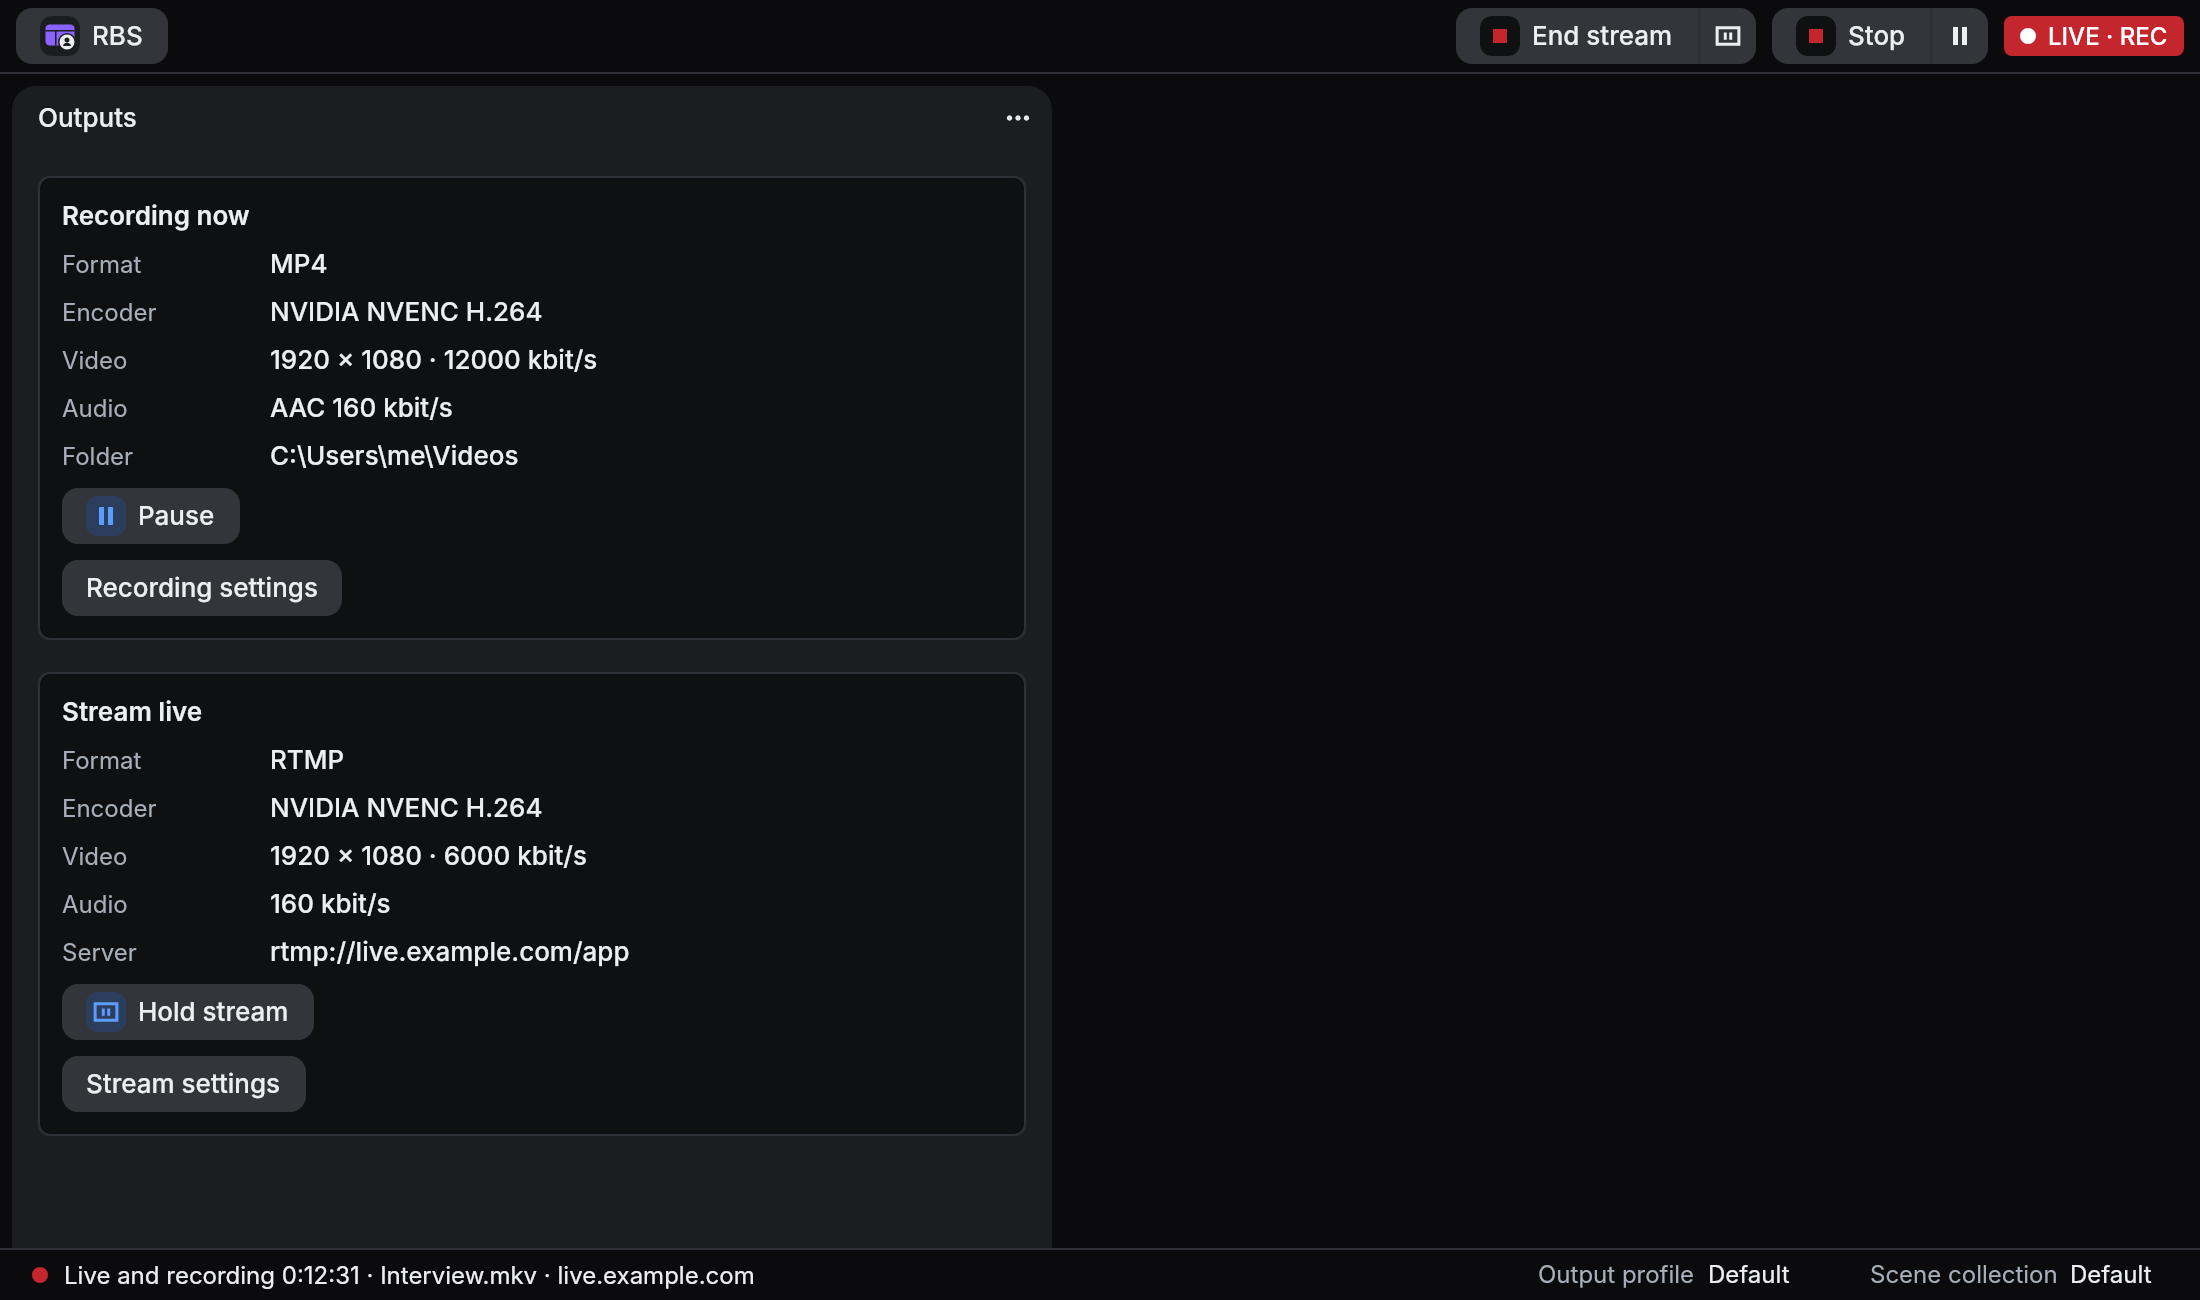 RBS
End stream
Stop
LIVE · REC
Outputs
Recording now
Format MP4
Encoder NVIDIA NVENC H.264
Video 1920 × 1080 · 12000 kbit/s
Audio AAC 160 kbit/s
Folder C:\Users\me\Videos
Pause
Recording settings
Stream live
Format RTMP
Encoder NVIDIA NVENC H.264
Video 1920 × 1080 · 6000 kbit/s
Audio 160 kbit/s
Server rtmp://live.example.com/app
Hold stream
Stream settings
Live and recording 0:12:31 · Interview.mkv · live.example.com
Output profile Default
Scene collection Default